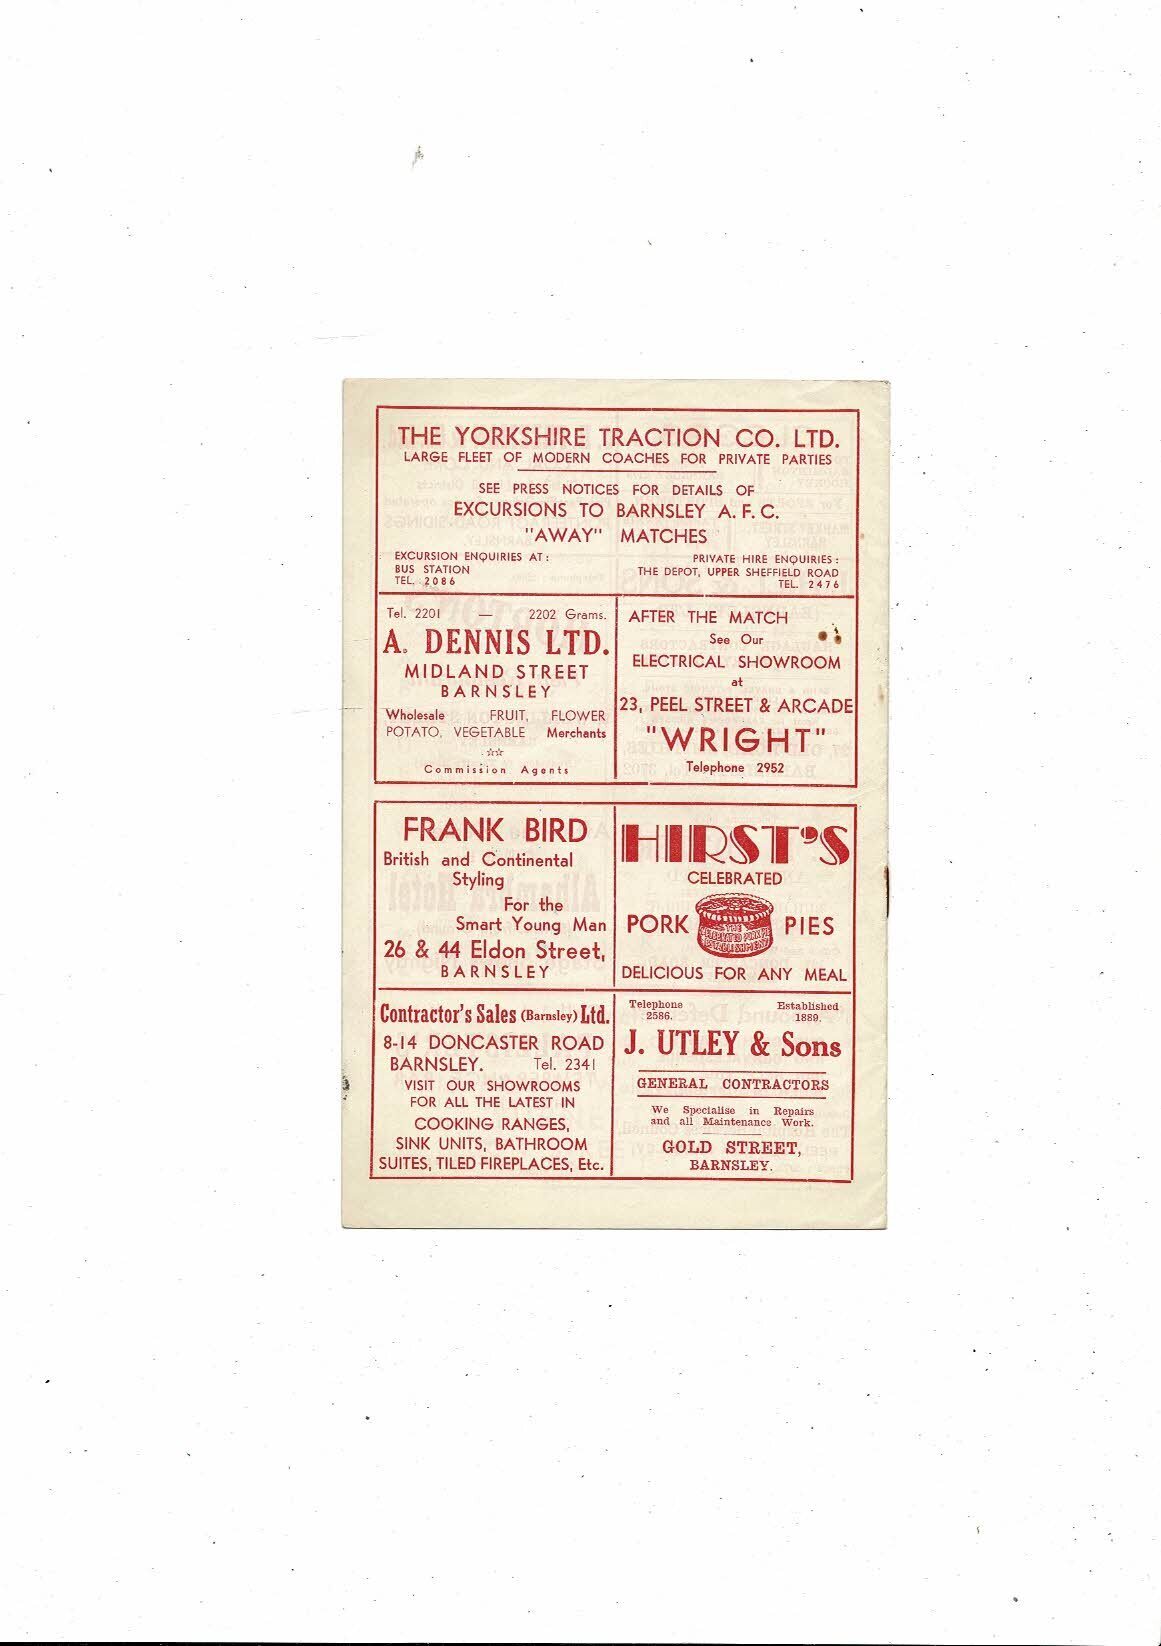 THE YORKSHIRE TRACTION CO. LTD.
LARGE FLEET OF MODERN COACHES FOR PRIVATE PARTIES
SEE PRESS NOTICES FOR DETAILS OF
EXCURSIONS TO BARNSLEY A. F. C.
"AWAY" MATCHES
EXCURSION ENQUIRIES AT :
BUS STATION
TEL. 2086
PRIVATE HIRE ENQUIRIES :
THE DEPOT, UPPER SHEFFIELD ROAD
TEL. 2476
Tel. 2201 — 2202 Grams.
A. DENNIS LTD.
MIDLAND STREET
BARNSLEY
Wholesale FRUIT, FLOWER
POTATO, VEGETABLE Merchants
☆☆
Commission Agents
AFTER THE MATCH
See Our
ELECTRICAL SHOWROOM
at
23, PEEL STREET & ARCADE
"WRIGHT"
Telephone 2952
FRANK BIRD
British and Continental
Styling
For the
Smart Young Man
26 & 44 Eldon Street,
BARNSLEY
HIRST'S
CELEBRATED
PORK PIES
THE
CELEBRATED PORK PIE
ESTABLISHMENT
DELICIOUS FOR ANY MEAL
Contractor's Sales (Barnsley) Ltd.
8-14 DONCASTER ROAD
BARNSLEY. Tel. 2341
VISIT OUR SHOWROOMS
FOR ALL THE LATEST IN
COOKING RANGES,
SINK UNITS, BATHROOM
SUITES, TILED FIREPLACES, Etc.
Telephone
2586.
Established
1889.
J. UTLEY & Sons
GENERAL CONTRACTORS
We Specialise in Repairs
and all Maintenance Work.
GOLD STREET,
BARNSLEY.